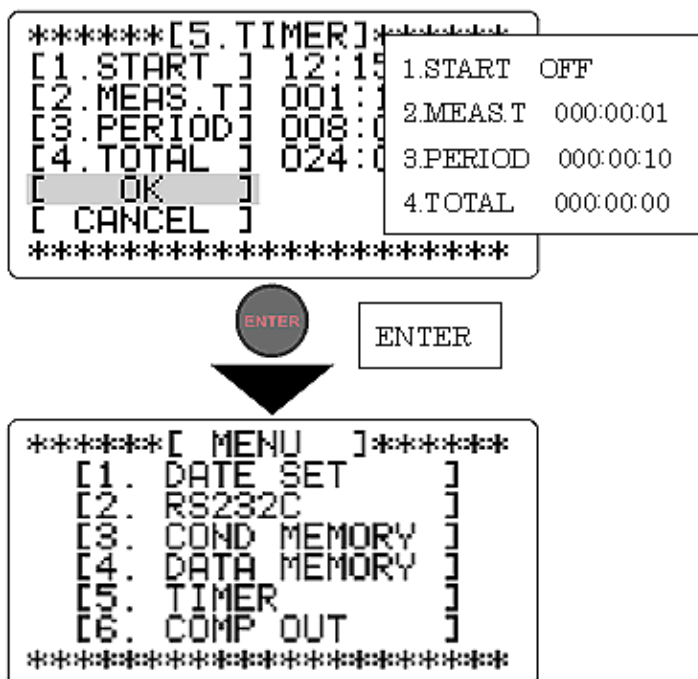 ******[5.TIMER]******
[1.START ] 12:15
[2.MEAS.T] 001:1
[3.PERIOD] 008:0
[4.TOTAL ] 024:0
[ OK ]
[ CANCEL ]
**********************
1.START OFF
2.MEAS.T 000:00:01
3.PERIOD 000:00:10
4.TOTAL 000:00:00
ENTER
ENTER
******[ MENU ]******
[1. DATE SET ]
[2. RS232C ]
[3. COND MEMORY ]
[4. DATA MEMORY ]
[5. TIMER ]
[6. COMP OUT ]
**********************